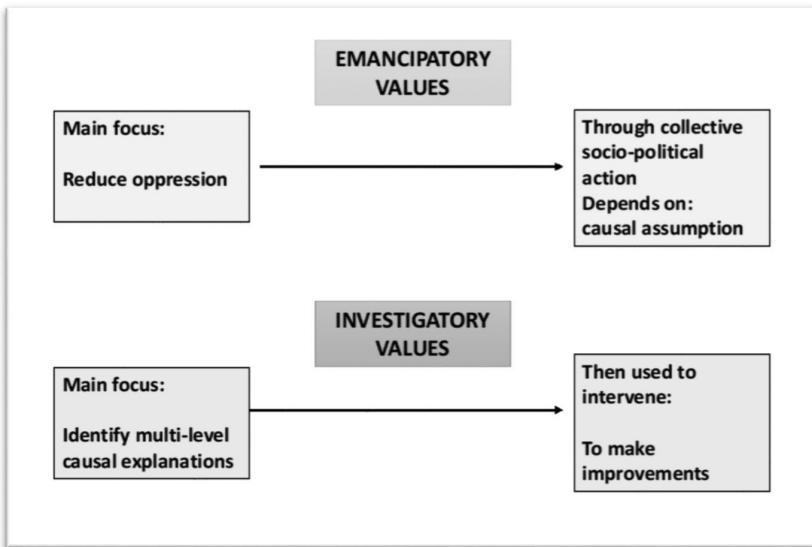 EMANCIPATORY
VALUES
Main focus:
Reduce oppression
Through collective
socio-political
action
Depends on:
causal assumption
INVESTIGATORY
VALUES
Main focus:
Identify multi-level
causal explanations
Then used to
intervene:
To make
improvements